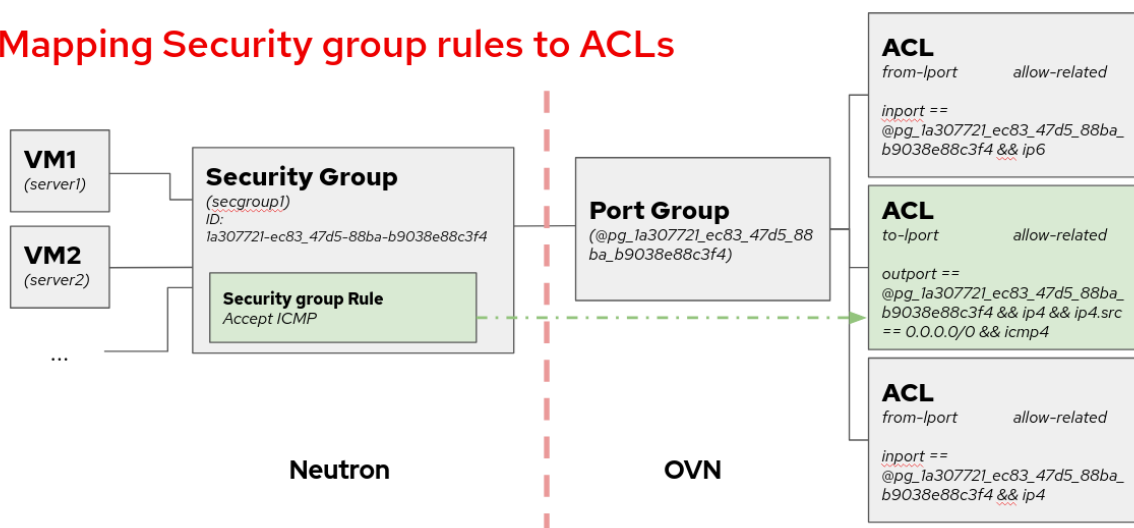 Mapping Security group rules to ACLs
VM1
(server1)
VM2
(server2)
...
Security Group
(secgroup1)
ID:
1a307721-ec83_47d5-88ba-b9038e88c3f4
Security group Rule
Accept ICMP
Neutron
Port Group
(@pg_1a307721_ec83_47d5_88
ba_b9038e88c3f4)
OVN
ACL
from-lport allow-related
inport ==
@pg_1a307721_ec83_47d5_88ba_
b9038e88c3f4 && ip6
ACL
to-lport allow-related
outport ==
@pg_1a307721_ec83_47d5_88ba_
b9038e88c3f4 && ip4 && ip4.src
== 0.0.0.0/0 && icmp4
ACL
from-lport allow-related
inport ==
@pg_1a307721_ec83_47d5_88ba_
b9038e88c3f4 && ip4